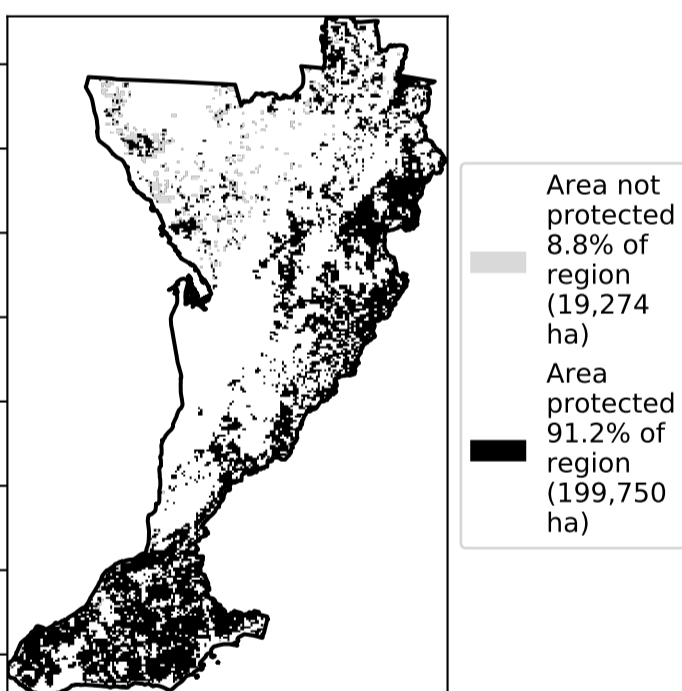 Area not
protected
8.8% of
region
(19,274
ha)
Area
protected
91.2% of
region
(199,750
ha)